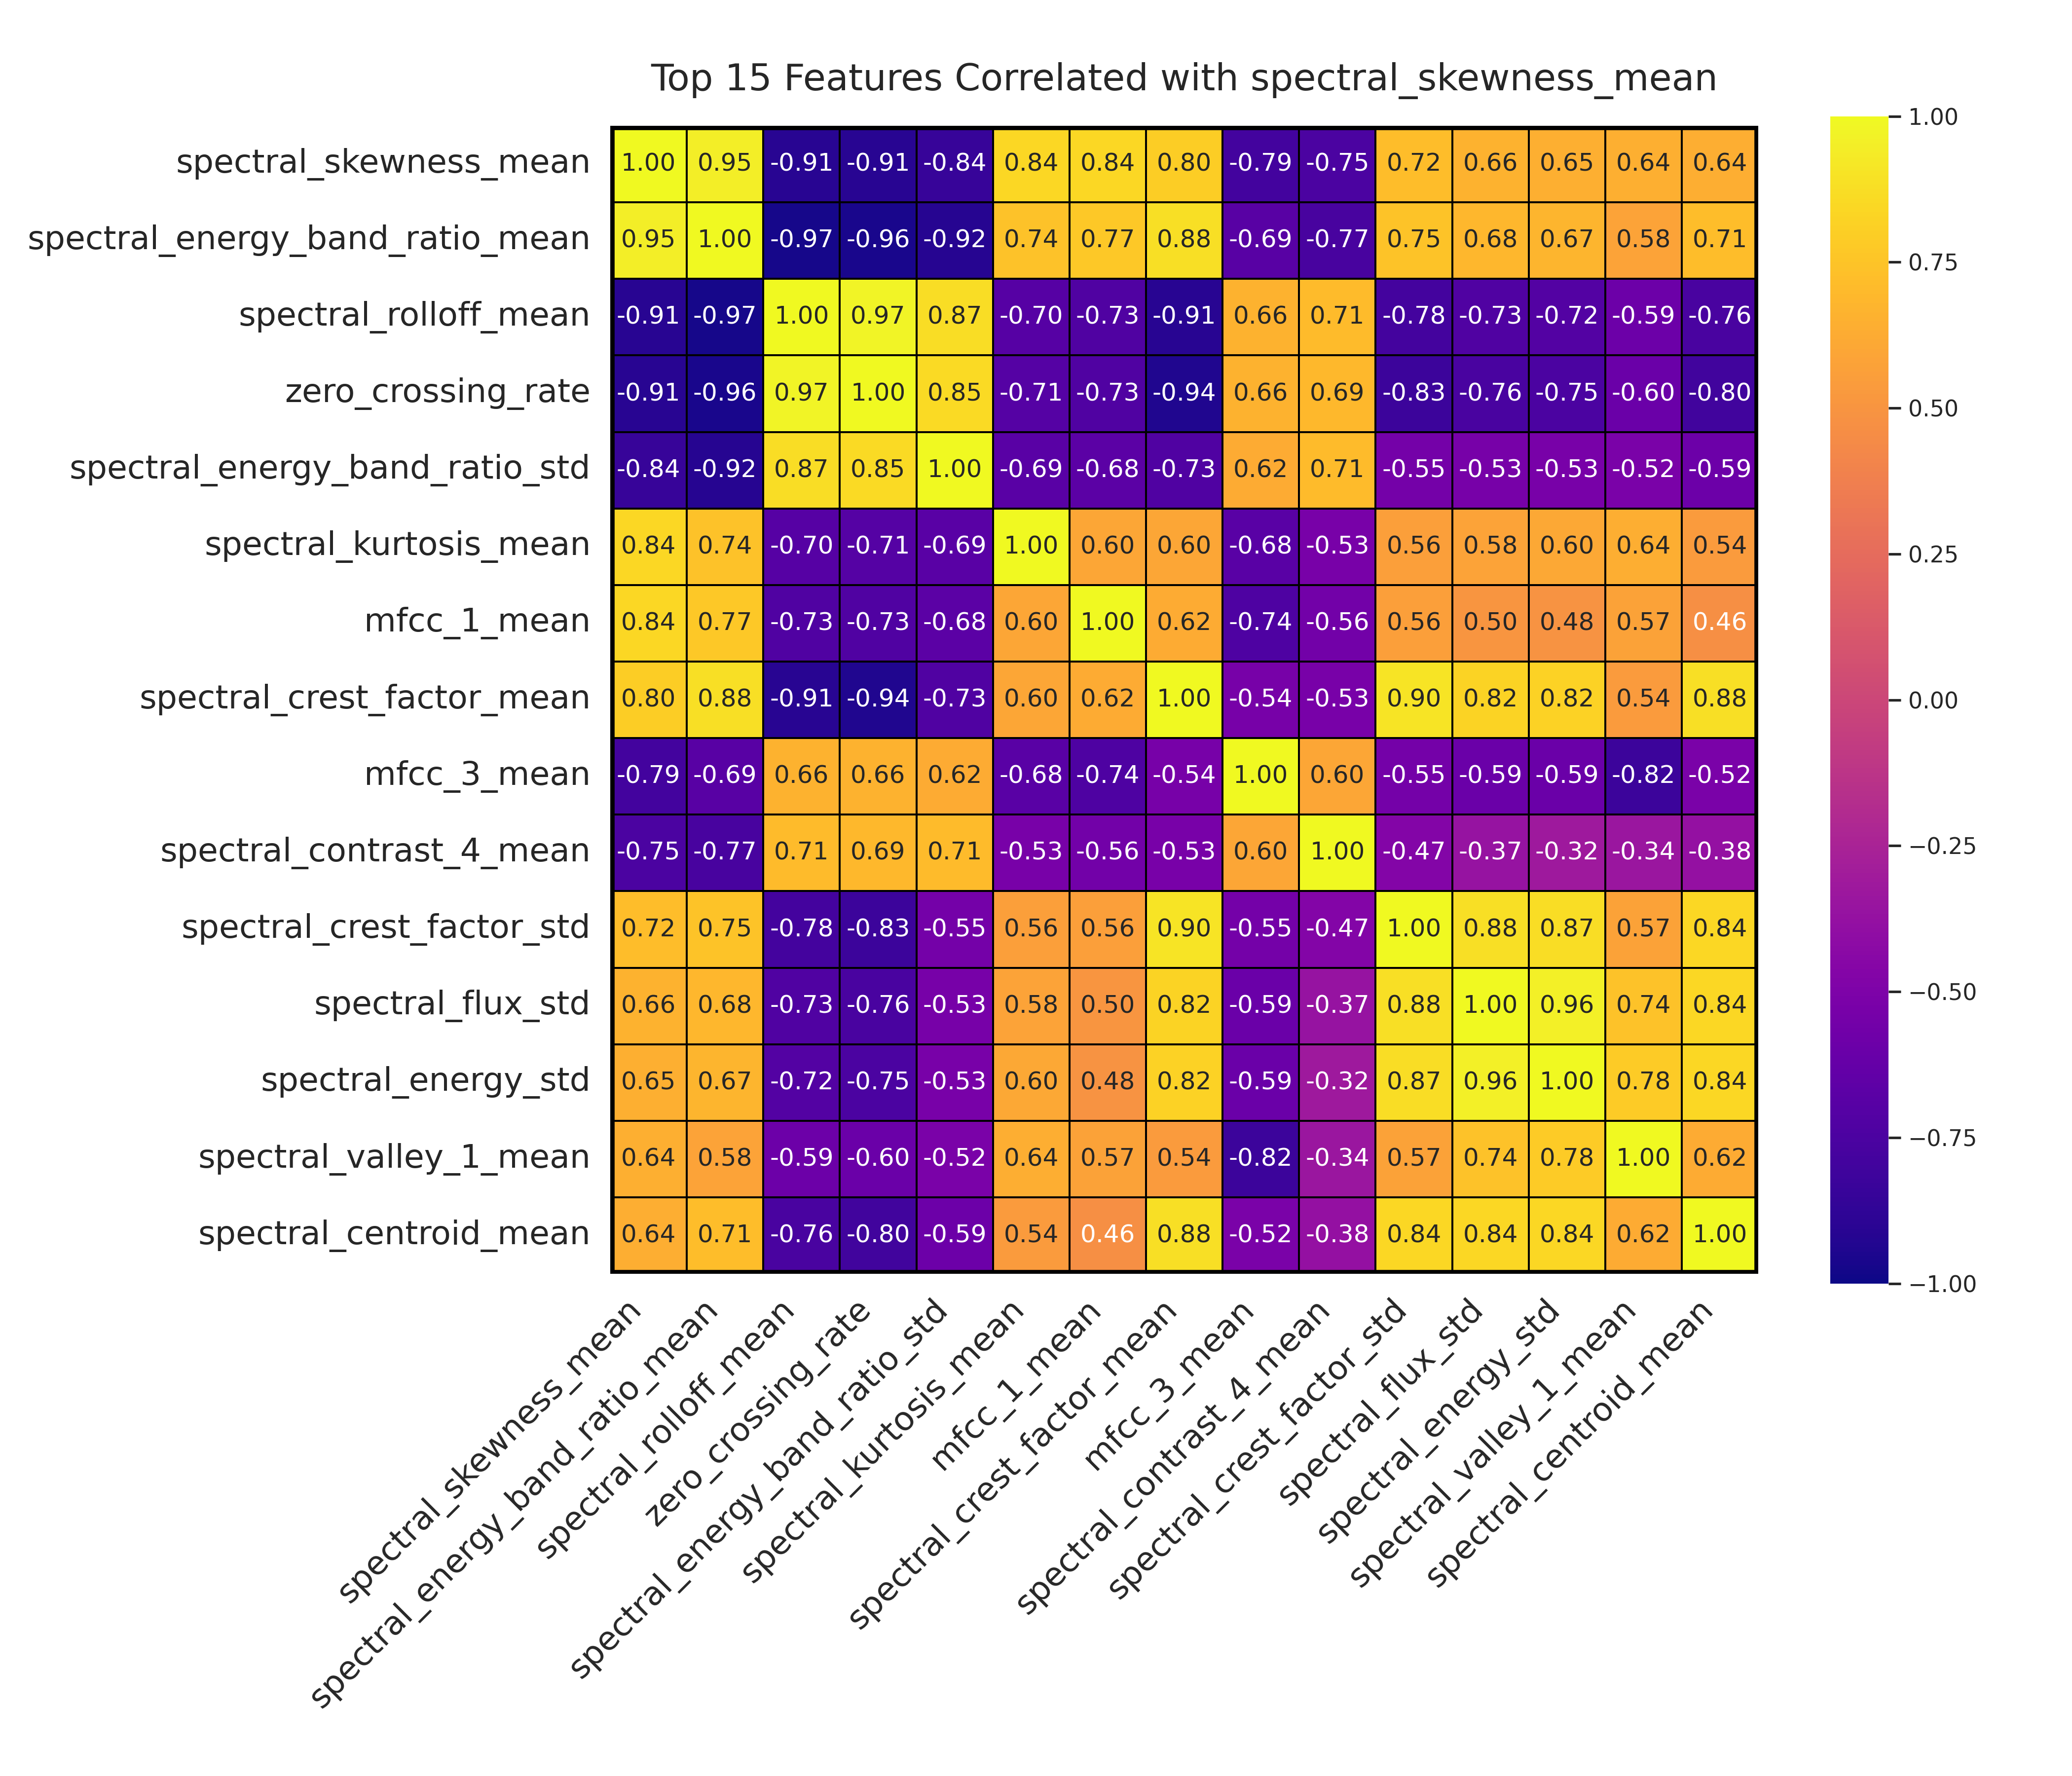 Top 15 Features Correlated with spectral_skewness_mean
spectral_skewness_mean 1.00 0.95 -0.91 -0.91 -0.84 0.84 0.84 0.80 -0.79 -0.75 0.72 0.66 0.65 0.64 0.64
spectral_energy_band_ratio_mean 0.95 1.00 -0.97 -0.96 -0.92 0.74 0.77 0.88 -0.69 -0.77 0.75 0.68 0.67 0.58 0.71
spectral_rolloff_mean -0.91 -0.97 1.00 0.97 0.87 -0.70 -0.73 -0.91 0.66 0.71 -0.78 -0.73 -0.72 -0.59 -0.76
zero_crossing_rate -0.91 -0.96 0.97 1.00 0.85 -0.71 -0.73 -0.94 0.66 0.69 -0.83 -0.76 -0.75 -0.60 -0.80
spectral_energy_band_ratio_std -0.84 -0.92 0.87 0.85 1.00 -0.69 -0.68 -0.73 0.62 0.71 -0.55 -0.53 -0.53 -0.52 -0.59
spectral_kurtosis_mean 0.84 0.74 -0.70 -0.71 -0.69 1.00 0.60 0.60 -0.68 -0.53 0.56 0.58 0.60 0.64 0.54
mfcc_1_mean 0.84 0.77 -0.73 -0.73 -0.68 0.60 1.00 0.62 -0.74 -0.56 0.56 0.50 0.48 0.57 0.46
spectral_crest_factor_mean 0.80 0.88 -0.91 -0.94 -0.73 0.60 0.62 1.00 -0.54 -0.53 0.90 0.82 0.82 0.54 0.88
mfcc_3_mean -0.79 -0.69 0.66 0.66 0.62 -0.68 -0.74 -0.54 1.00 0.60 -0.55 -0.59 -0.59 -0.82 -0.52
spectral_contrast_4_mean -0.75 -0.77 0.71 0.69 0.71 -0.53 -0.56 -0.53 0.60 1.00 -0.47 -0.37 -0.32 -0.34 -0.38
spectral_crest_factor_std 0.72 0.75 -0.78 -0.83 -0.55 0.56 0.56 0.90 -0.55 -0.47 1.00 0.88 0.87 0.57 0.84
spectral_flux_std 0.66 0.68 -0.73 -0.76 -0.53 0.58 0.50 0.82 -0.59 -0.37 0.88 1.00 0.96 0.74 0.84
spectral_energy_std 0.65 0.67 -0.72 -0.75 -0.53 0.60 0.48 0.82 -0.59 -0.32 0.87 0.96 1.00 0.78 0.84
spectral_valley_1_mean 0.64 0.58 -0.59 -0.60 -0.52 0.64 0.57 0.54 -0.82 -0.34 0.57 0.74 0.78 1.00 0.62
spectral_centroid_mean 0.64 0.71 -0.76 -0.80 -0.59 0.54 0.46 0.88 -0.52 -0.38 0.84 0.84 0.84 0.62 1.00
spectral_skewness_mean
spectral_energy_band_ratio_mean
spectral_rolloff_mean
zero_crossing_rate
spectral_energy_band_ratio_std
spectral_kurtosis_mean
mfcc_1_mean
spectral_crest_factor_mean
mfcc_3_mean
spectral_contrast_4_mean
spectral_crest_factor_std
spectral_flux_std
spectral_energy_std
spectral_valley_1_mean
spectral_centroid_mean
1.00
0.75
0.50
0.25
0.00
−0.25
−0.50
−0.75
−1.00